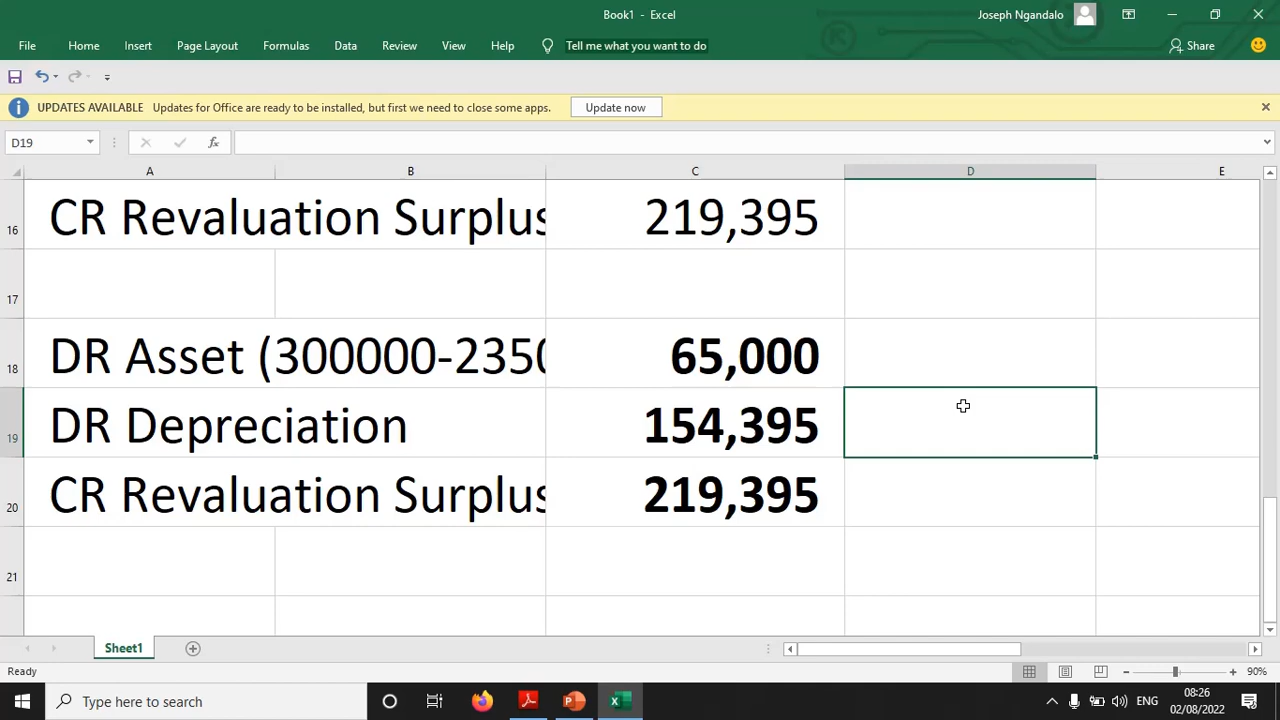 Book1 - Excel
Joseph Ngandalo
File Home Insert Page Layout Formulas Data Review View Help Tell me what you want to do Share
UPDATES AVAILABLE Updates for Office are ready to be installed, but first we need to close some apps. Update now
D19 fx
A B C D E
16 CR Revaluation Surplus 219,395
17
18 DR Asset (300000-2350 65,000
19 DR Depreciation 154,395
20 CR Revaluation Surplus 219,395
21
Sheet1
Ready 90%
Type here to search ENG 08:26
02/08/2022